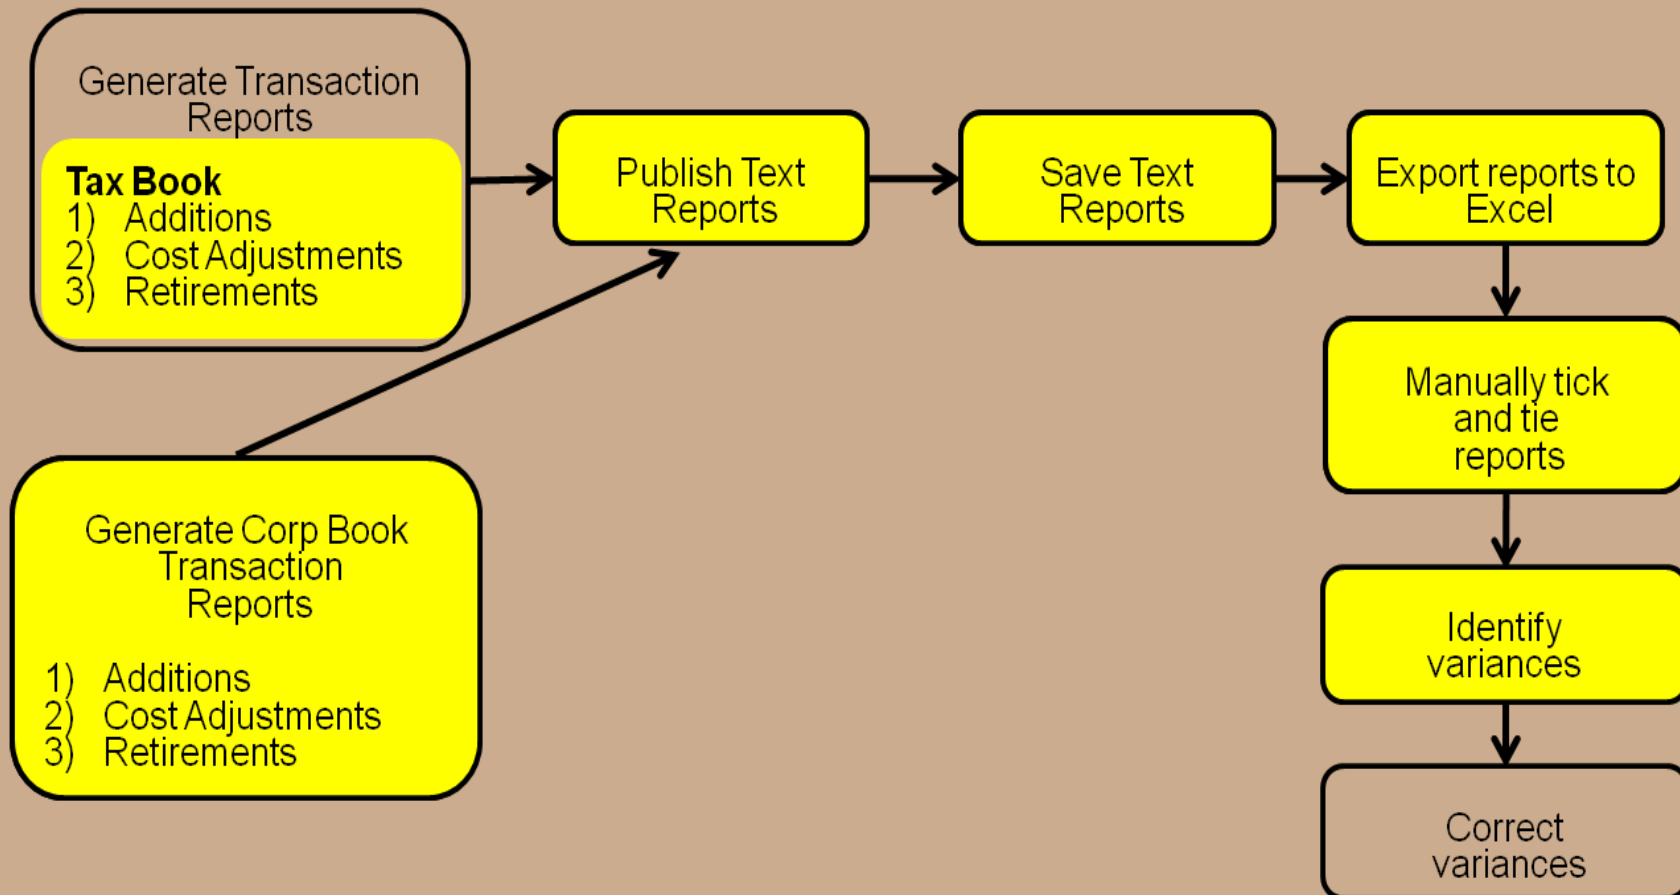 Generate Transaction
Reports
Tax Book
1) Additions
2) Cost Adjustments
3) Retirements
Publish Text
Reports
Save Text
Reports
Export reports to
Excel
Manually tick
and tie
reports
Identify
variances
Correct
variances
Generate Corp Book
Transaction
Reports
1) Additions
2) Cost Adjustments
3) Retirements